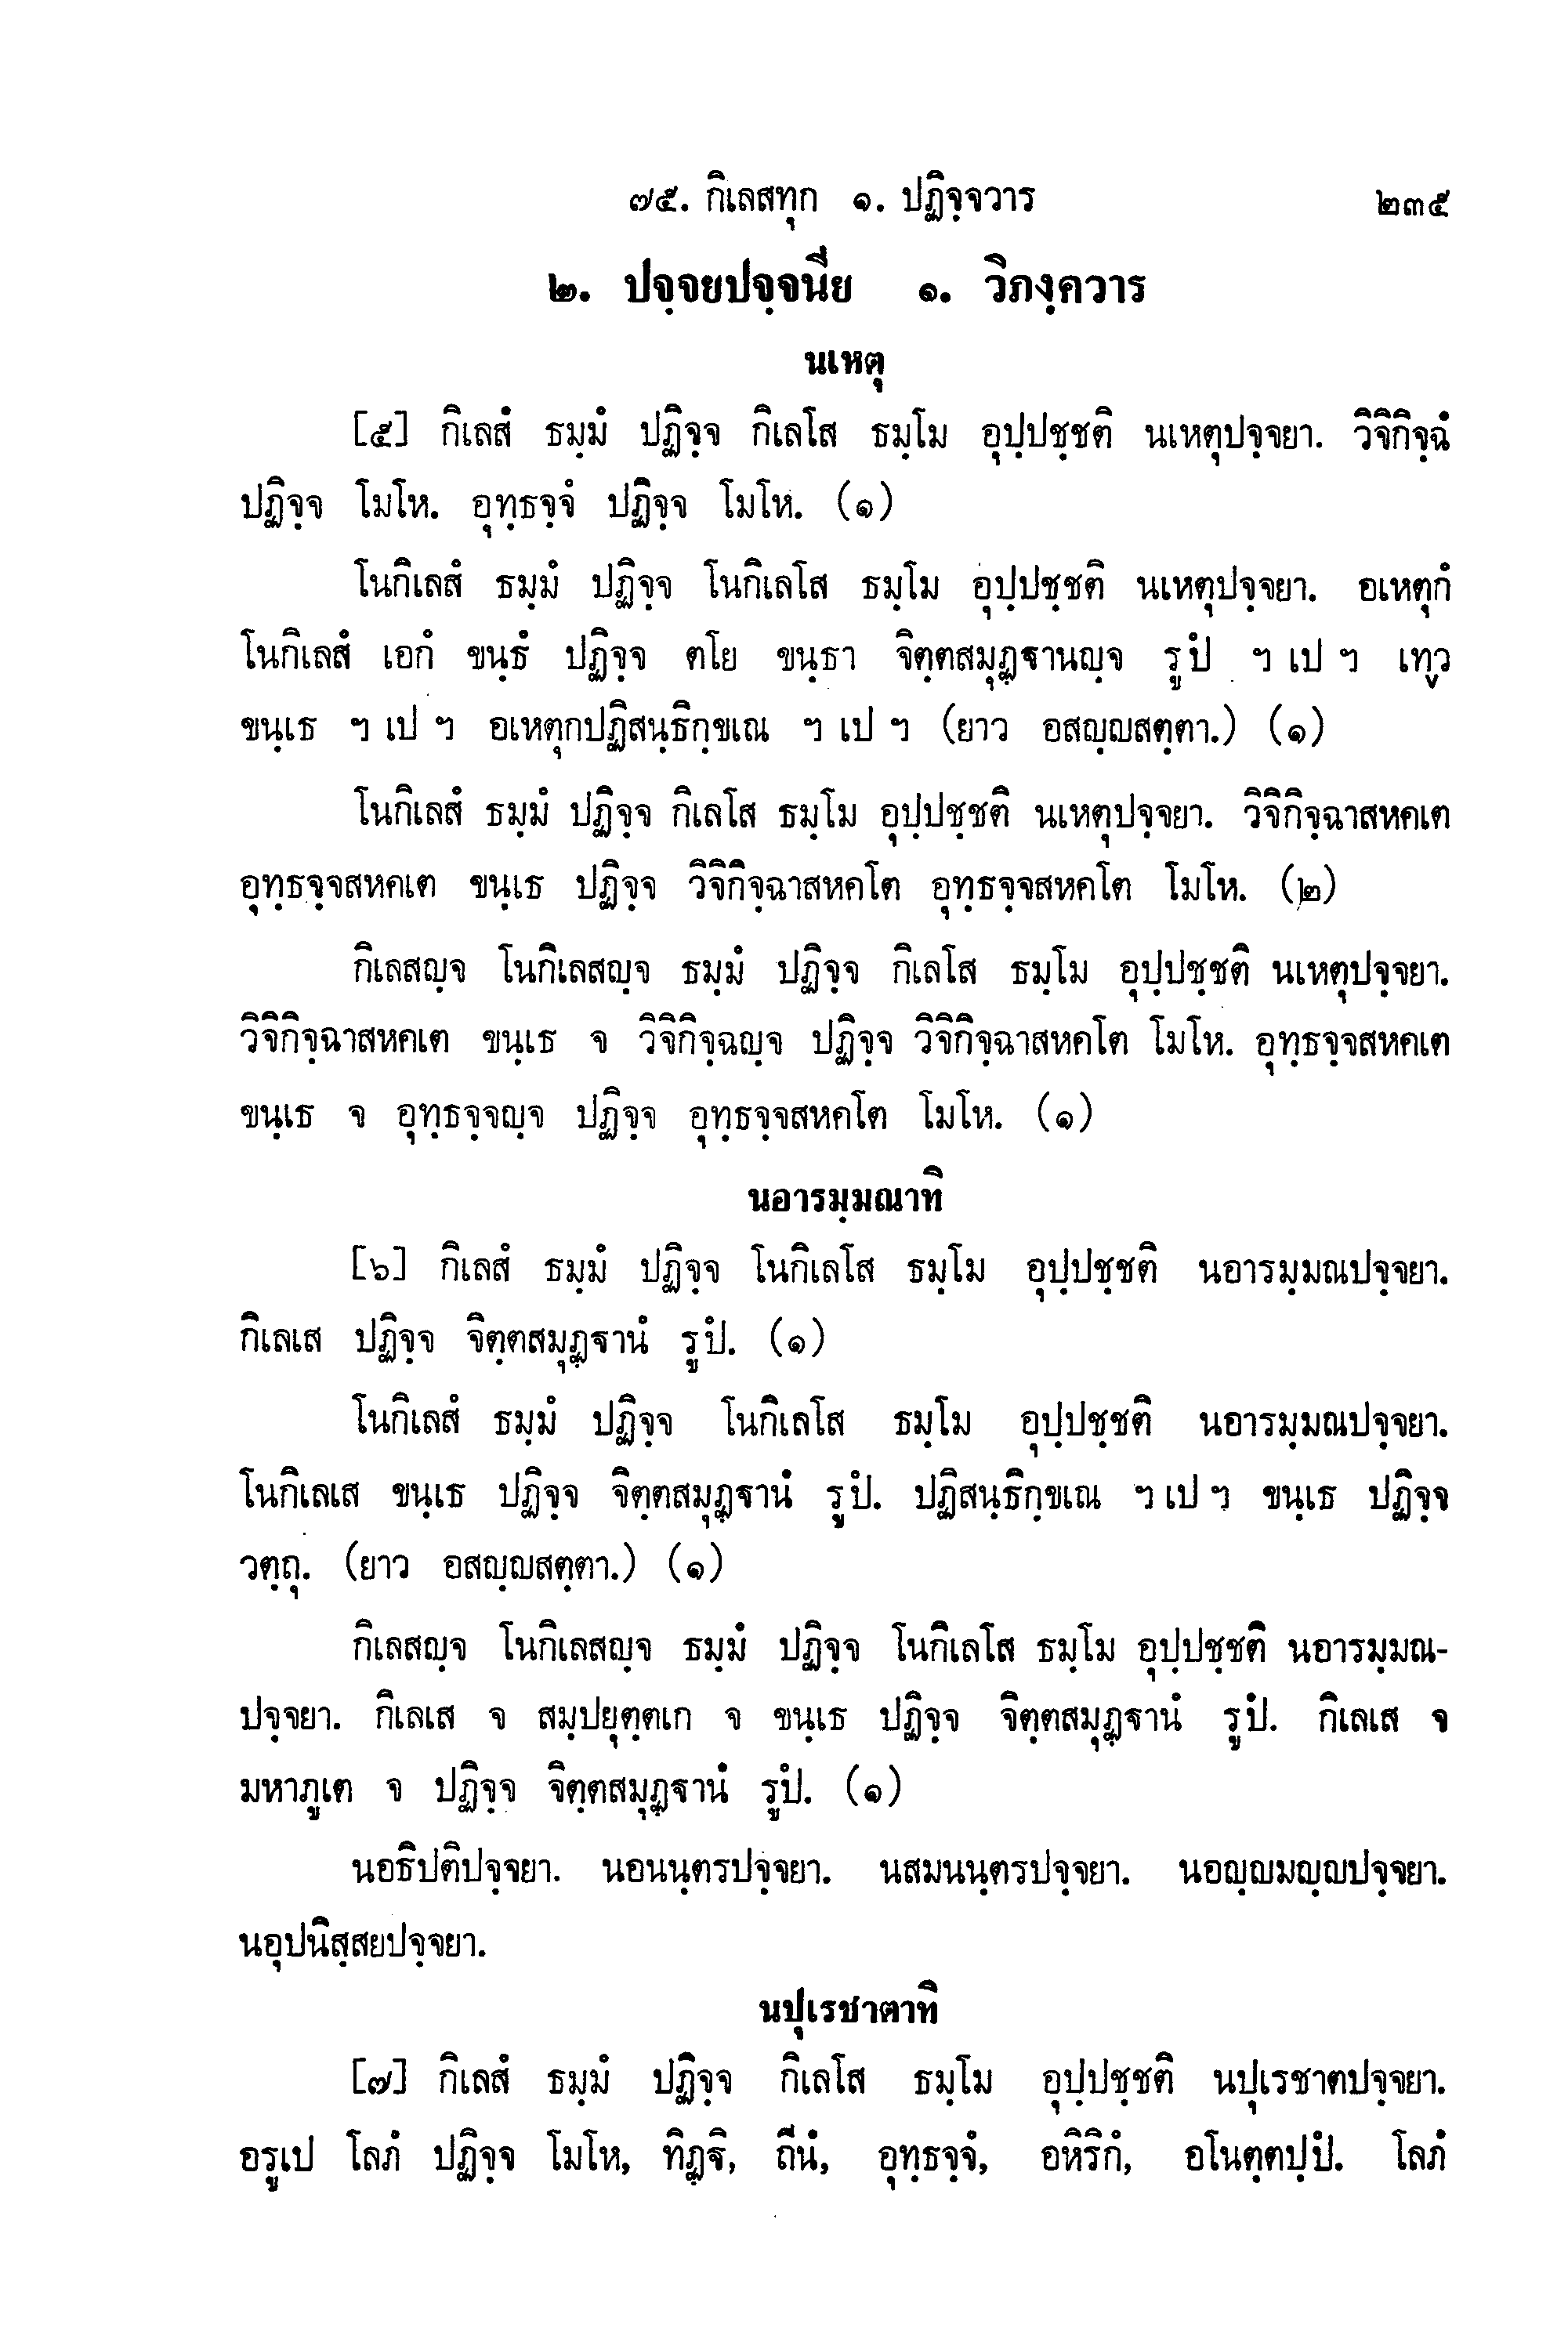 ๗๕. กิเลสทุก ๑. ปฏิจฺจวาร ๒๓๕
๒. ปจฺจยปจฺจนีย ๑. วิภงฺควาร
นเหตุ
[๕] กิเลสํ ธมฺมํ ปฏิจฺจ กิเลโส ธมฺโม อุปฺปชฺชติ นเหตุปจฺจยา. วิจิกิจฺฉํ
ปฏิจฺจ โมโห. อุทฺธจฺจํ ปฏิจฺจ โมโห. (๑)
โนกิเลสํ ธมฺมํ ปฏิจฺจ โนกิเลโส ธมฺโม อุปฺปชฺชติ นเหตุปจฺจยา. อเหตุกํ
โนกิเลสํ เอกํ ขนฺธํ ปฏิจฺจ ตโย ขนฺธา จิตฺตสมุฏฺฐานญฺจ รูปํ ฯ เป ฯ เทฺว
ขนฺเธ ฯ เป ฯ อเหตุกปฏิสนฺธิกฺขเณ ฯ เป ฯ (ยาว อสญฺญสตฺตา.) (๑)
โนกิเลสํ ธมฺมํ ปฏิจฺจ กิเลโส ธมฺโม อุปฺปชฺชติ นเหตุปจฺจยา. วิจิกิจฺฉาสหคเต
อุทฺธจฺจสหคเต ขนฺเธ ปฏิจฺจ วิจิกิจฺฉาสหคโต อุทฺธจฺจสหคโต โมโห. (๒)
กิเลสญฺจ โนกิเลสญฺจ ธมฺมํ ปฏิจฺจ กิเลโส ธมฺโม อุปฺปชฺชติ นเหตุปจฺจยา.
วิจิกิจฺฉาสหคเต ขนฺเธ จ วิจิกิจฺฉญฺจ ปฏิจฺจ วิจิกิจฺฉาสหคโต โมโห. อุทฺธจฺจสหคเต
ขนฺเธ จ อุทฺธจฺจญฺจ ปฏิจฺจ อุทฺธจฺจสหคโต โมโห. (๑)
นอารมฺมณาทิ
[๖] กิเลสํ ธมฺมํ ปฏิจฺจ โนกิเลโส ธมฺโม อุปฺปชฺชติ นอารมฺมณปจฺจยา.
กิเลเส ปฏิจฺจ จิตฺตสมุฏฺฐานํ รูปํ. (๑)
โนกิเลสํ ธมฺมํ ปฏิจฺจ โนกิเลโส ธมฺโม อุปฺปชฺชติ นอารมฺมณปจฺจยา.
โนกิเลเส ขนฺเธ ปฏิจฺจ จิตฺตสมุฏฺฐานํ รูปํ. ปฏิสนฺธิกฺขเณ ฯ เป ฯ ขนฺเธ ปฏิจฺจ
วตฺถุ. (ยาว อสญฺญสตฺตา.) (๑)
กิเลสญฺจ โนกิเลสญฺจ ธมฺมํ ปฏิจฺจ โนกิเลโส ธมฺโม อุปฺปชฺชติ นอารมฺมณ-
ปจฺจยา. กิเลเส จ สมฺปยุตฺตเก จ ขนฺเธ ปฏิจฺจ จิตฺตสมุฏฺฐานํ รูปํ. กิเลเส จ
มหาภูเต จ ปฏิจฺจ จิตฺตสมุฏฺฐานํ รูปํ. (๑)
นอธิปติปจฺจยา. นอนนฺตรปจฺจยา. นสมนนฺตรปจฺจยา. นอญฺญมญฺญปจฺจยา.
นอุปนิสฺสยปจฺจยา.
นปุเรชาตาทิ
[๗] กิเลสํ ธมฺมํ ปฏิจฺจ กิเลโส ธมฺโม อุปฺปชฺชติ นปุเรชาตปจฺจยา.
อรูเป โลภํ ปฏิจฺจ โมโห, ทิฏฺฐิ, ถีนํ, อุทฺธจฺจํ, อหิริกํ, อโนตฺตปฺปํ. โลภํ